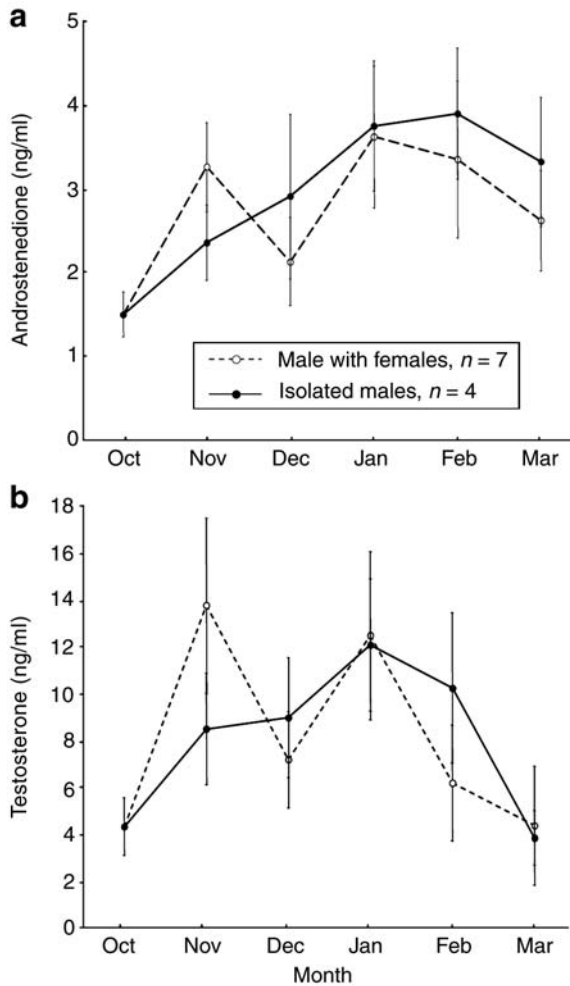 a
Androstenedione (ng/ml)
5
4
3
2
1
0
Male with females, n = 7
Isolated males, n = 4
Oct Nov Dec Jan Feb Mar
b
Testosterone (ng/ml)
18
16
14
12
10
8
6
4
2
0
Oct Nov Dec Jan Feb Mar
Month